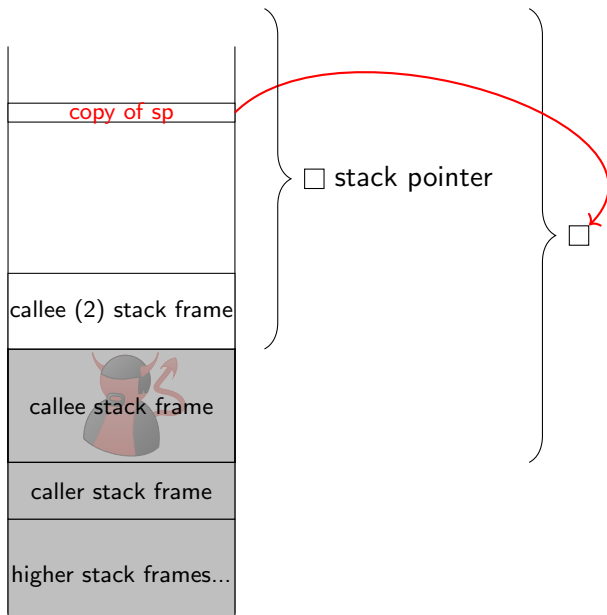 copy of sp
□ stack pointer
□
callee (2) stack frame
callee stack frame
caller stack frame
higher stack frames...